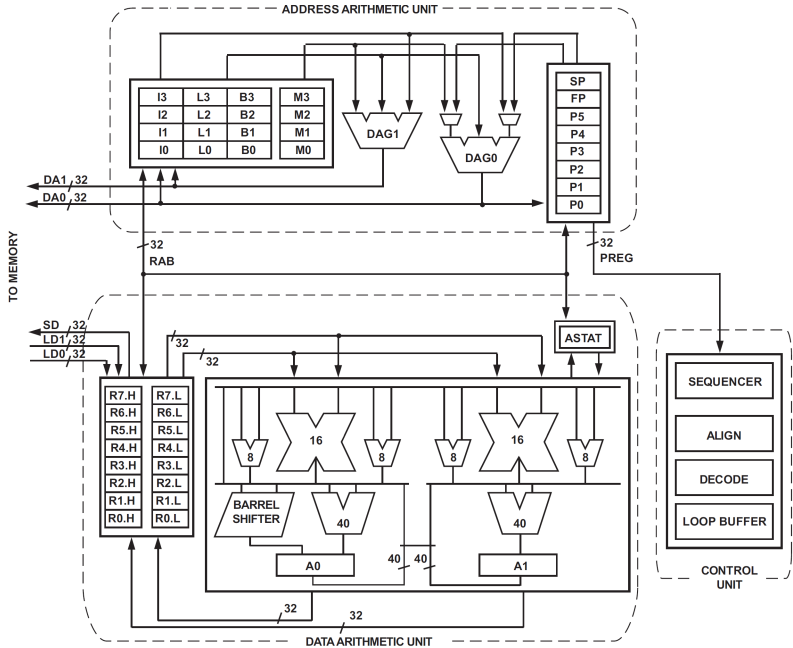 ADDRESS ARITHMETIC UNIT
I3 L3 B3 M3
I2 L2 B2 M2
I1 L1 B1 M1
I0 L0 B0 M0
DAG1
DAG0
SP
FP
P5
P4
P3
P2
P1
P0
DA1 32
DA0 32
32
RAB
32
PREG
TO MEMORY
SD 32
LD1 32
LD0 32
32
32
ASTAT
R7.H R7.L
R6.H R6.L
R5.H R5.L
R4.H R4.L
R3.H R3.L
R2.H R2.L
R1.H R1.L
R0.H R0.L
16
16
8
8
8
8
BARREL
SHIFTER
40
40
A0
40
40
A1
32
32
DATA ARITHMETIC UNIT
SEQUENCER
ALIGN
DECODE
LOOP BUFFER
CONTROL
UNIT